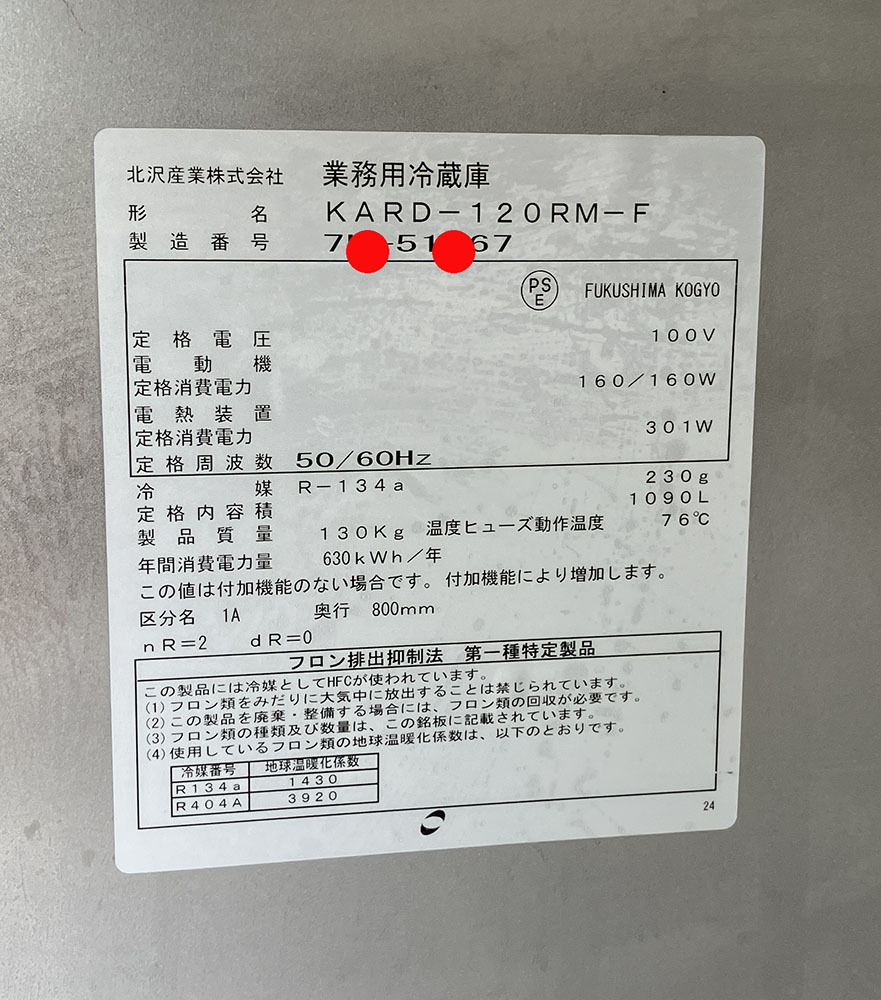 北沢産業株式会社 業務用冷蔵庫
形名 KARD-120RM-F
製造番号 7 -51 67
PSE FUKUSHIMA KOGYO
定格電圧 100V
電動機
定格消費電力 160/160W
電熱装置
定格消費電力 301W
定格周波数 50/60Hz
冷媒 R-134a 230g
定格内容積 1090L
製品質量 130Kg 温度ヒューズ動作温度 76℃
年間消費電力量 630kWh/年
この値は付加機能のない場合です。付加機能により増加します。
区分名 1A 奥行 800mm
nR=2 dR=0
フロン排出抑制法 第一種特定製品
この製品には冷媒としてHFCが使われています。
(1) フロン類をみだりに大気中に放出することは禁じられています。
(2) この製品を廃棄・整備する場合には、フロン類の回収が必要です。
(3) フロン類の種類及び数量は、この銘板に記載されています。
(4) 使用しているフロン類の地球温暖化係数は、以下のとおりです。
冷媒番号 地球温暖化係数
R134a 1430
R404A 3920
24